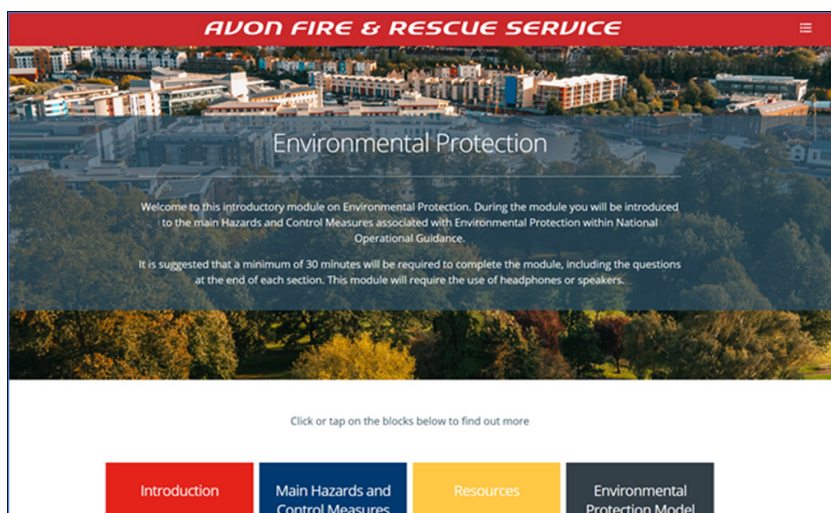 AVON FIRE & RESCUE SERVICE
Environmental Protection
Welcome to this introductory module on Environmental Protection. During the module you will be introduced
to the main Hazards and Control Measures associated with Environmental Protection within National
Operational Guidance.
It is suggested that a minimum of 30 minutes will be required to complete the module, including the questions
at the end of each section. This module will require the use of headphones or speakers.
Click or tap on the blocks below to find out more
Introduction
Main Hazards and
Control Measures
Resources
Environmental
Protection Model